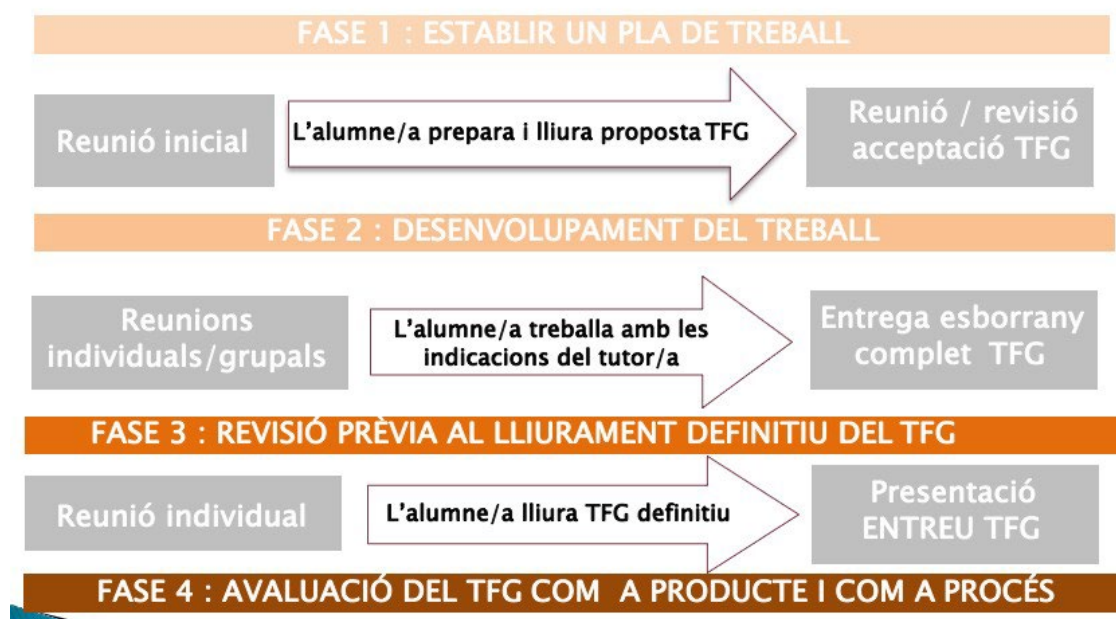 FASE 1 : ESTABLIR UN PLA DE TREBALL
Reunió inicial
L'alumne/a prepara i lliura proposta TFG
Reunió / revisió
acceptació TFG
FASE 2 : DESENVOLUPAMENT DEL TREBALL
Reunions
individuals/grupals
L'alumne/a treballa amb les
indicacions del tutor/a
Entrega esborrany
complet TFG
FASE 3 : REVISIÓ PRÈVIA AL LLIURAMENT DEFINITIU DEL TFG
Reunió individual
L'alumne/a lliura TFG definitiu
Presentació
ENTREU TFG
FASE 4 : AVALUACIÓ DEL TFG COM A PRODUCTE I COM A PROCÉS